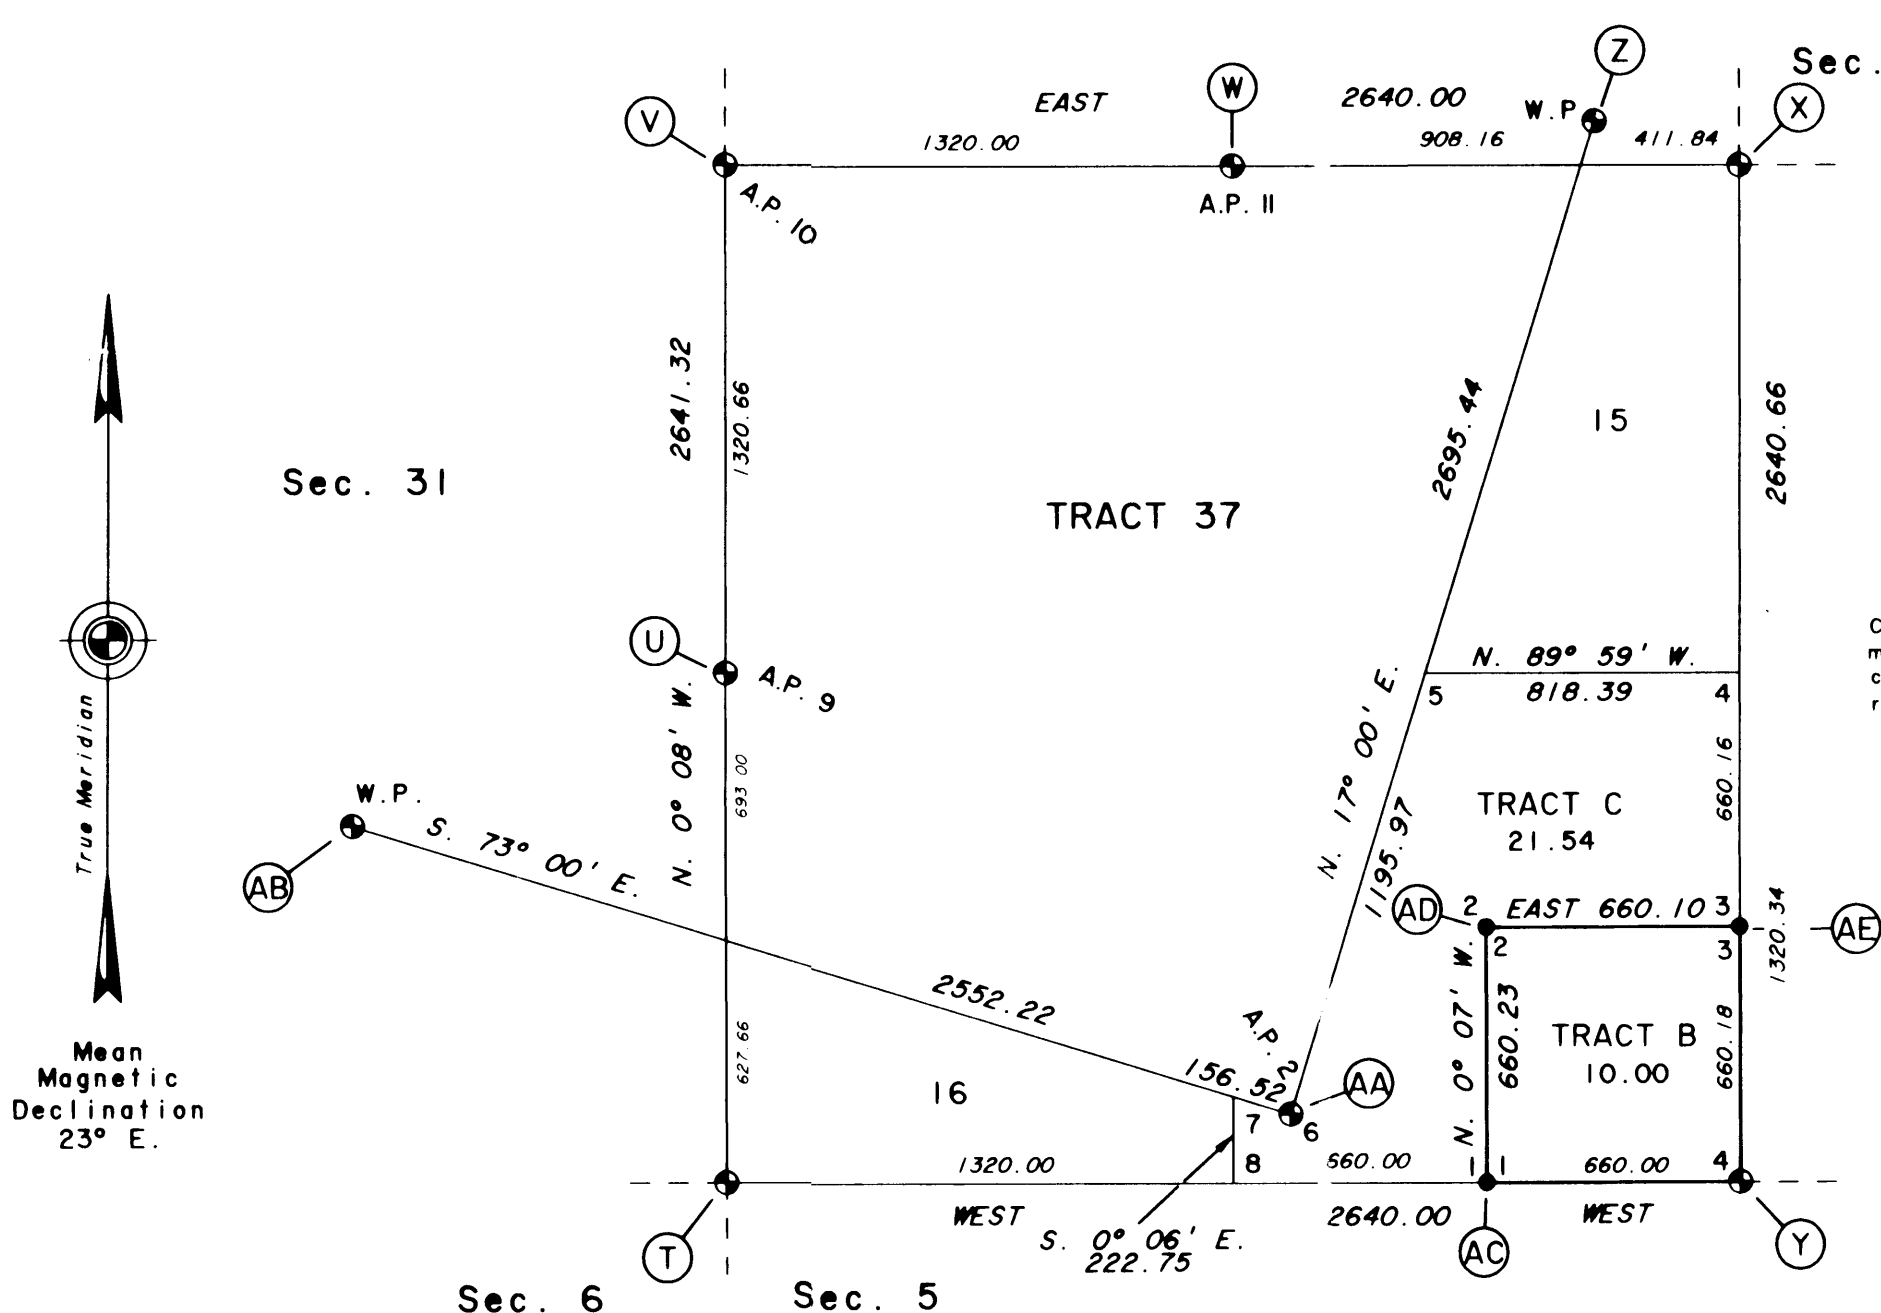 Z
Sec.
V
W
X
EAST
2640.00
W.P
1320.00
908.16
411.84
A.P. 10
A.P. 11
2641.32
1320.66
2695.44
15
2640.66
Sec. 31
TRACT 37
U
A.P. 9
N. 0° 08' W.
693 00
N. 89° 59' W.
818.39
5
4
C
m
c
r
True Meridian
N. 17° 00' E.
1195.97
660.16
TRACT C
21.54
W.P.
S. 73° 00' E.
AB
AD
2
EAST 660.10
3
AE
2
3
1320.34
2552.22
N. 0° 07' W.
660.23
TRACT B
10.00
660.18
A.P. 2
AA
156.52
627.66
16
7
6
8
Mean
Magnetic
Declination
23° E.
1320.00
660.00
1
1
660.00
4
WEST
2640.00
WEST
S. 0° 06' E.
222.75
T
AC
Y
Sec. 6
Sec. 5